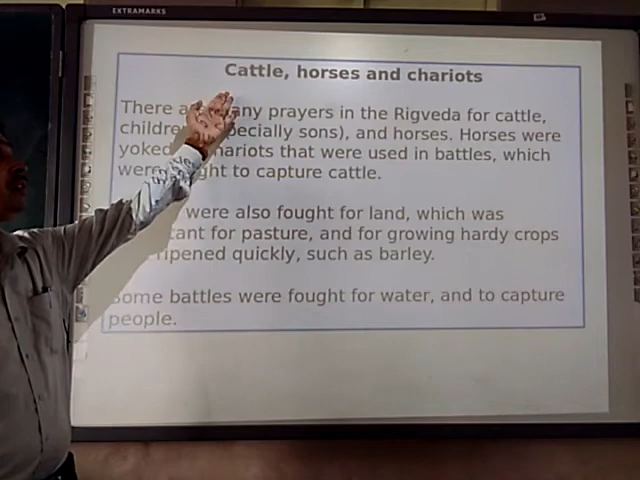 EXTRAMARKS
Cattle, horses and chariots
There any prayers in the Rigveda for cattle,
childre pecially sons), and horses. Horses were
yoked hariots that were used in battles, which
were ght to capture cattle.
were also fought for land, which was
tant for pasture, and for growing hardy crops
ripened quickly, such as barley.
Some battles were fought for water, and to capture
people.